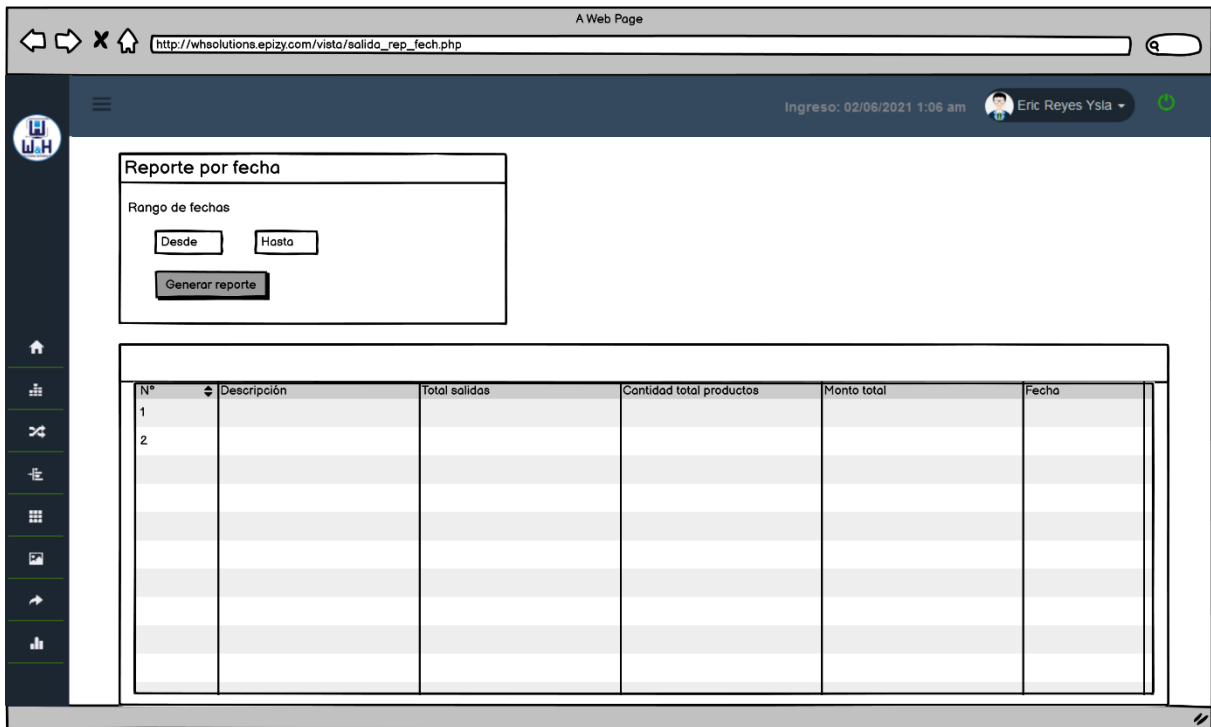 A Web Page
http://whsolutions.epizy.com/vista/salida_rep_fech.php
Ingreso: 02/06/2021 1:06 am Eric Reyes Ysla
W&H
Reporte por fecha
Rango de fechas
Desde Hasta
Generar reporte
N° Descripción Total salidas Cantidad total productos Monto total Fecha
1
2